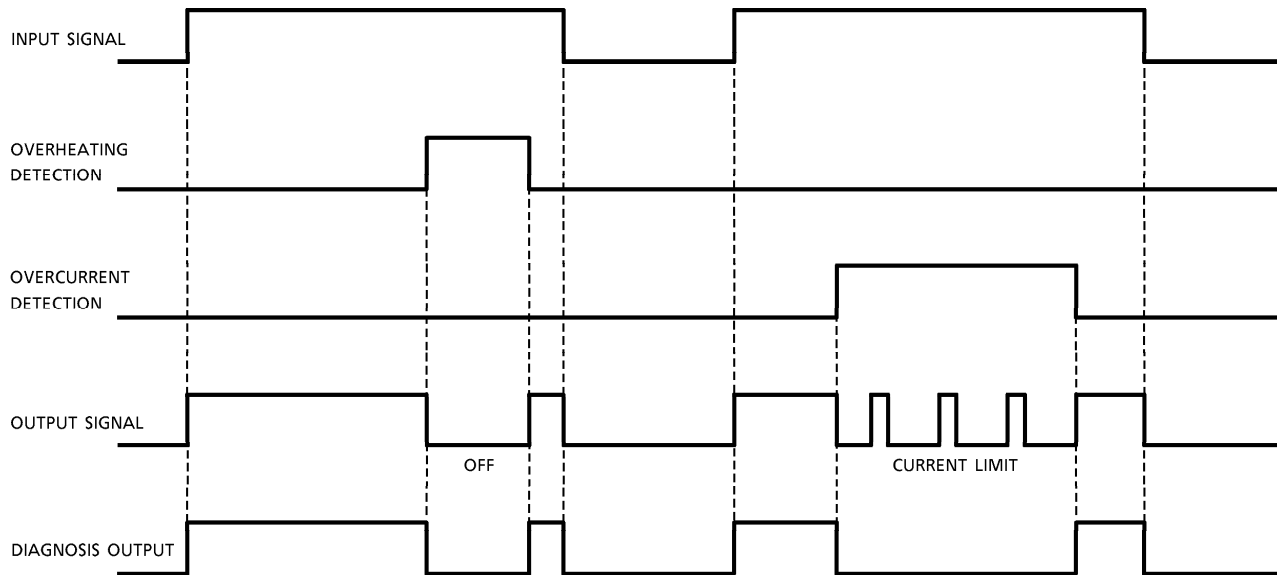 INPUT SIGNAL
OVERHEATING
DETECTION
OVERCURRENT
DETECTION
OUTPUT SIGNAL
OFF
CURRENT LIMIT
DIAGNOSIS OUTPUT